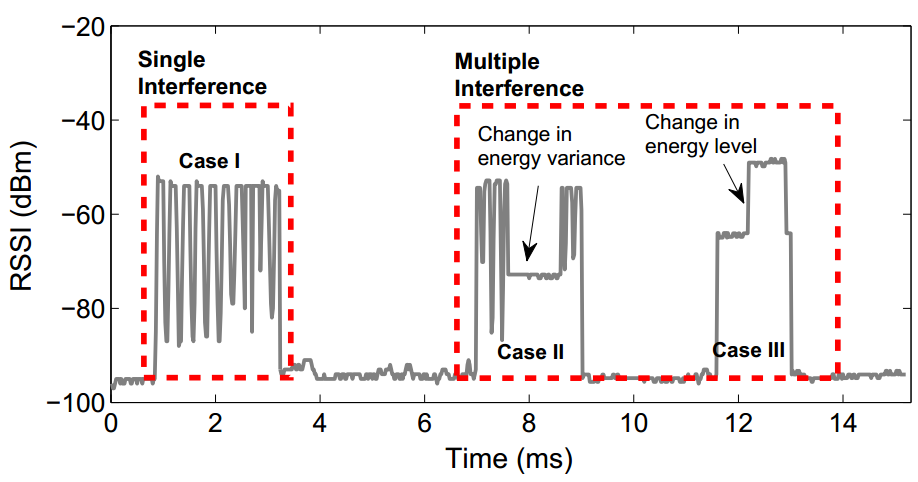 −20
−40
−60
−80
−100
RSSI (dBm)
Single
Interference
Case I
Multiple
Interference
Change in
energy variance
Change in
energy level
Case II
Case III
0
2
4
6
8
10
12
14
Time (ms)